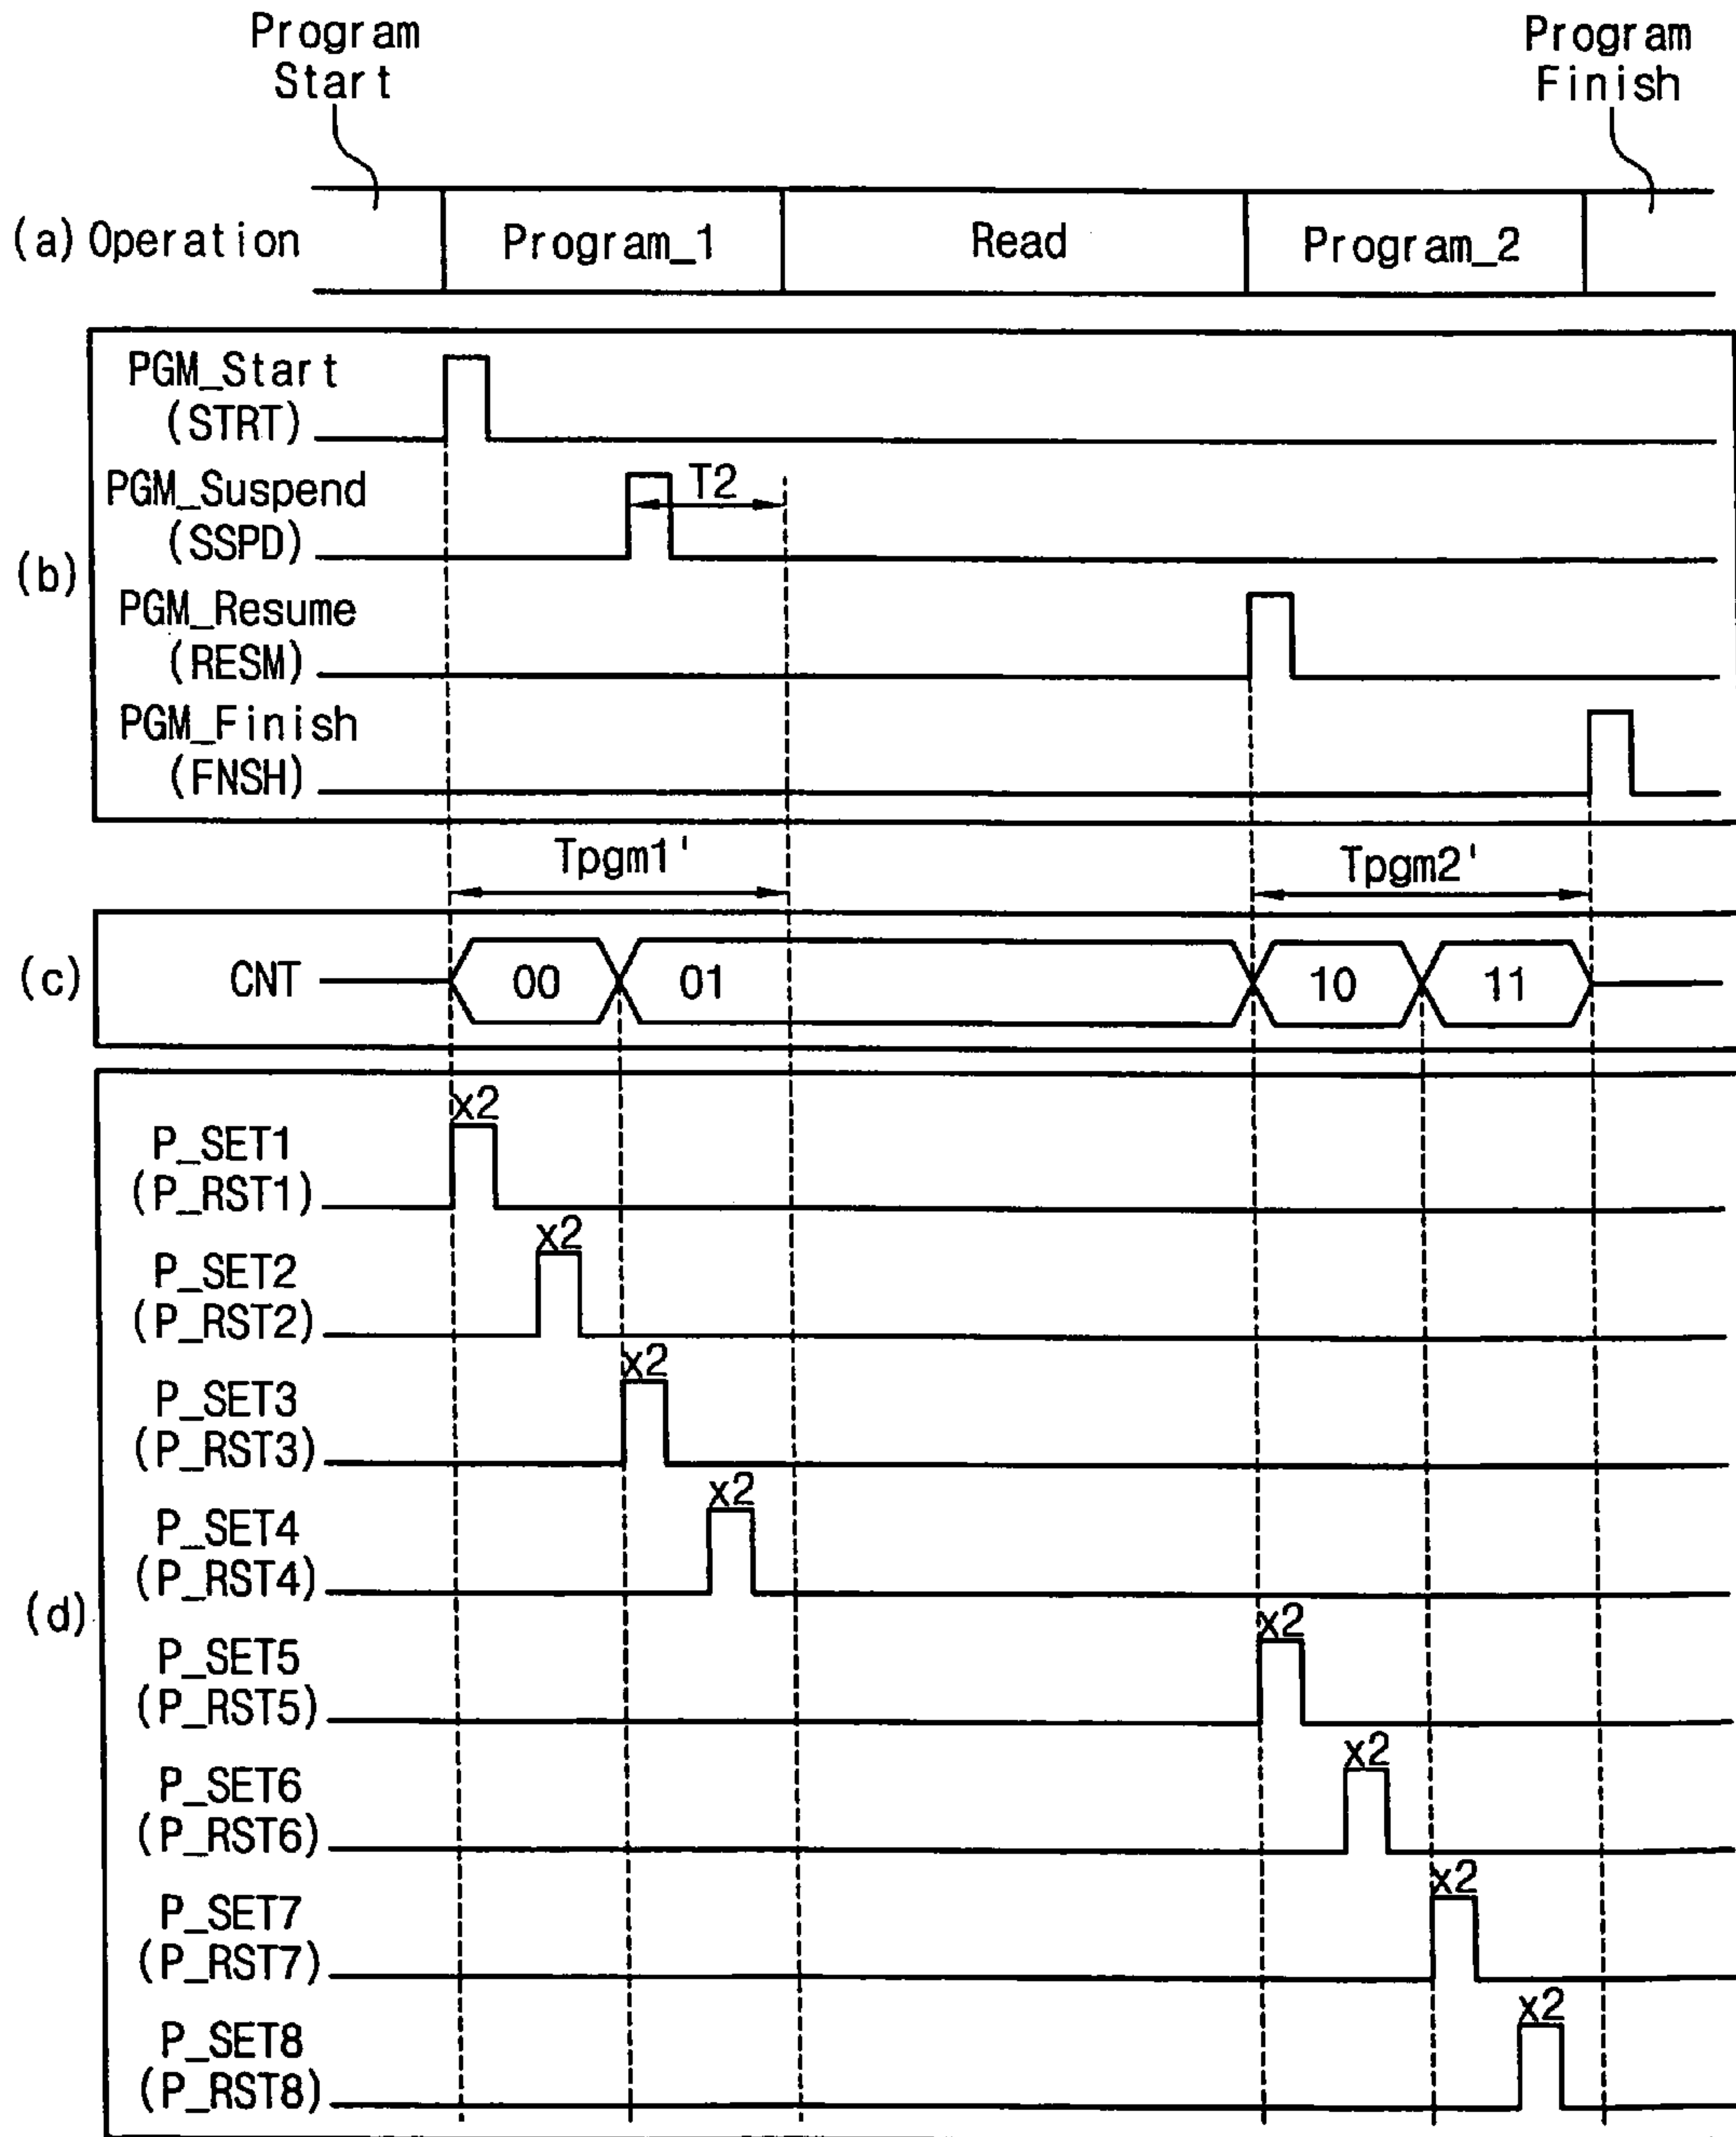 Program
Start
Program
Finish
(a) Operation
Program_1
Read
Program_2
(b)
PGM_Start
(STRT)
PGM_Suspend
(SSPD)
T2
PGM_Resume
(RESM)
PGM_Finish
(FNSH)
Tpgm1'
Tpgm2'
(c)
CNT
00
01
10
11
(d)
x2
P_SET1
(P_RST1)
x2
P_SET2
(P_RST2)
x2
P_SET3
(P_RST3)
x2
P_SET4
(P_RST4)
x2
P_SET5
(P_RST5)
x2
P_SET6
(P_RST6)
x2
P_SET7
(P_RST7)
x2
P_SET8
(P_RST8)